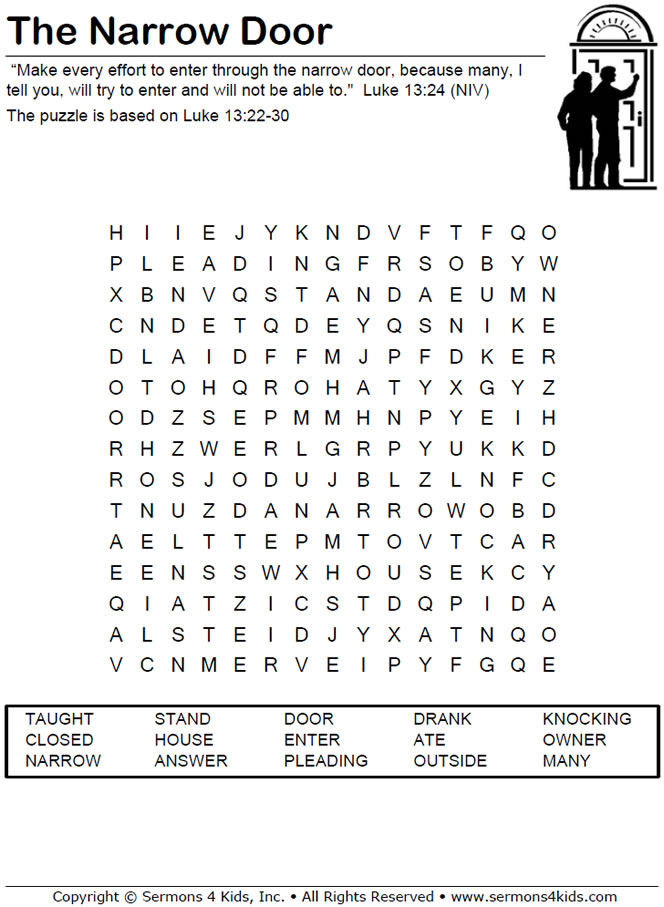 The Narrow Door
“Make every effort to enter through the narrow door, because many, I
tell you, will try to enter and will not be able to."  Luke 13:24 (NIV)
The puzzle is based on Luke 13:22-30
H I I E J Y K N D V F T F Q O
P L E A D I N G F R S O B Y W
X B N V Q S T A N D A E U M N
C N D E T Q D E Y Q S N I K E
D L A I D F F M J P F D K E R
O T O H Q R O H A T Y X G Y Z
O D Z S E P M M H N P Y E I H
R H Z W E R L G R P Y U K K D
R O S J O D U J B L Z L N F C
T N U Z D A N A R R O W O B D
A E L T T E P M T O V T C A R
E E N S S W X H O U S E K C Y
Q I A T Z I C S T D Q P I D A
A L S T E I D J Y X A T N Q O
V C N M E R V E I P Y F G Q E
TAUGHT STAND DOOR DRANK KNOCKING
CLOSED HOUSE ENTER ATE OWNER
NARROW ANSWER PLEADING OUTSIDE MANY
Copyright © Sermons 4 Kids, Inc. • All Rights Reserved • www.sermons4kids.com